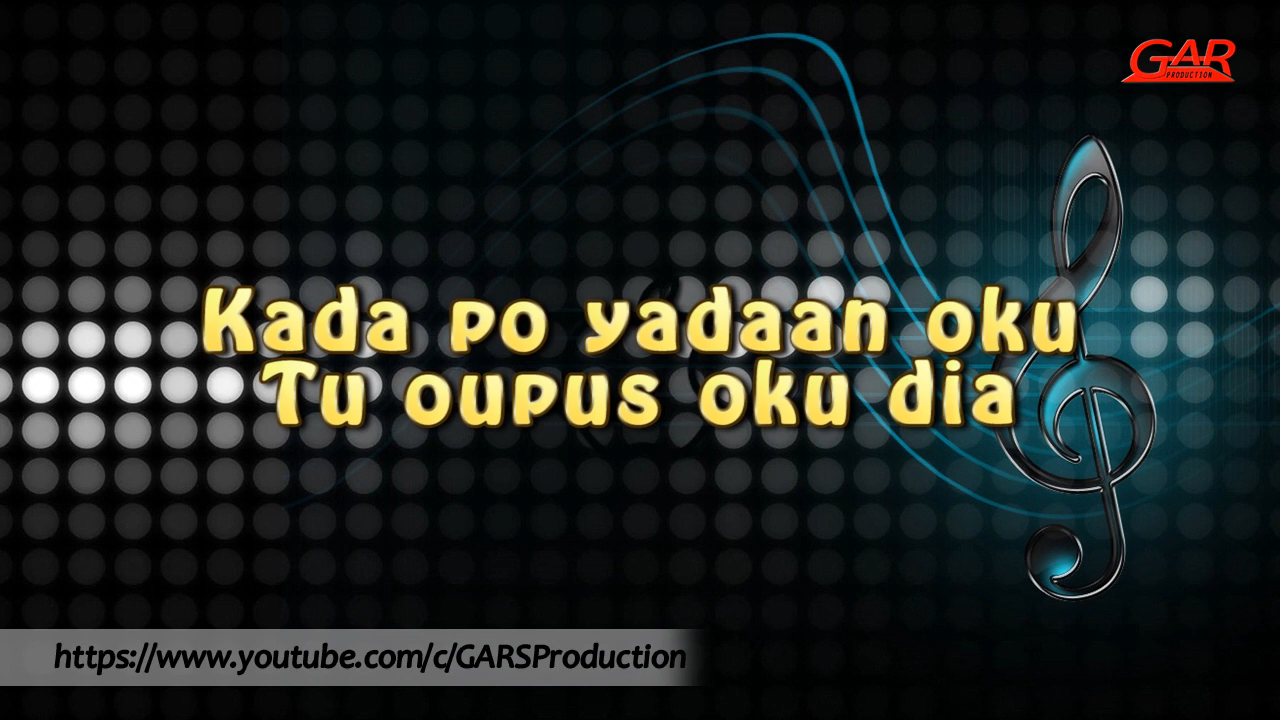 GAR
PRODUCTION
Kada po yadaan oku
Tu oupus oku dia
https://www.youtube.com/c/GARSProduction